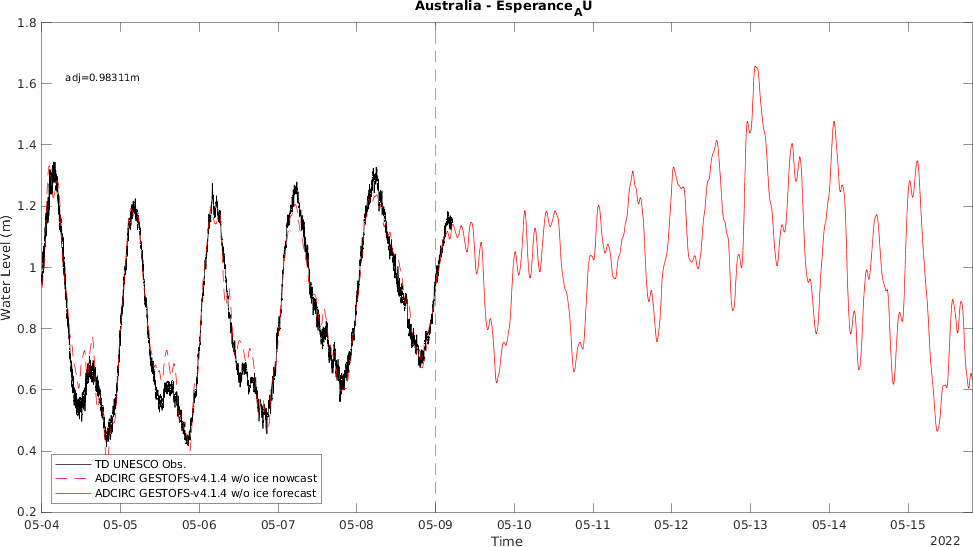 Australia - Esperance_AU
1.8
1.6
adj=0.98311m
1.4
1.2
1
0.8
0.6
0.4
0.2
Water Level (m)
TD UNESCO Obs.
ADCIRC GESTOFS-v4.1.4 w/o ice nowcast
ADCIRC GESTOFS-v4.1.4 w/o ice forecast
05-04 05-05 05-06 05-07 05-08 05-09 05-10 05-11 05-12 05-13 05-14 05-15
Time
2022